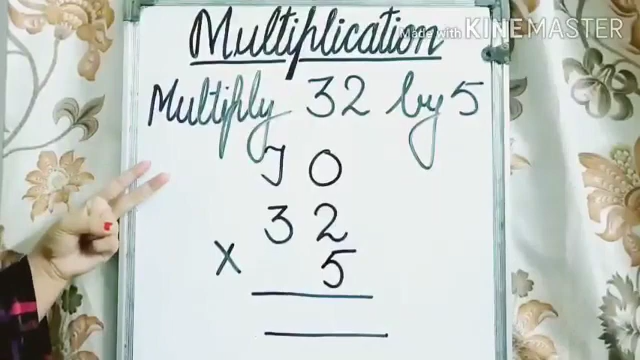 Made with KINEMASTER
Multiplication
Multiply 32 by 5
T O
3 2
x 5